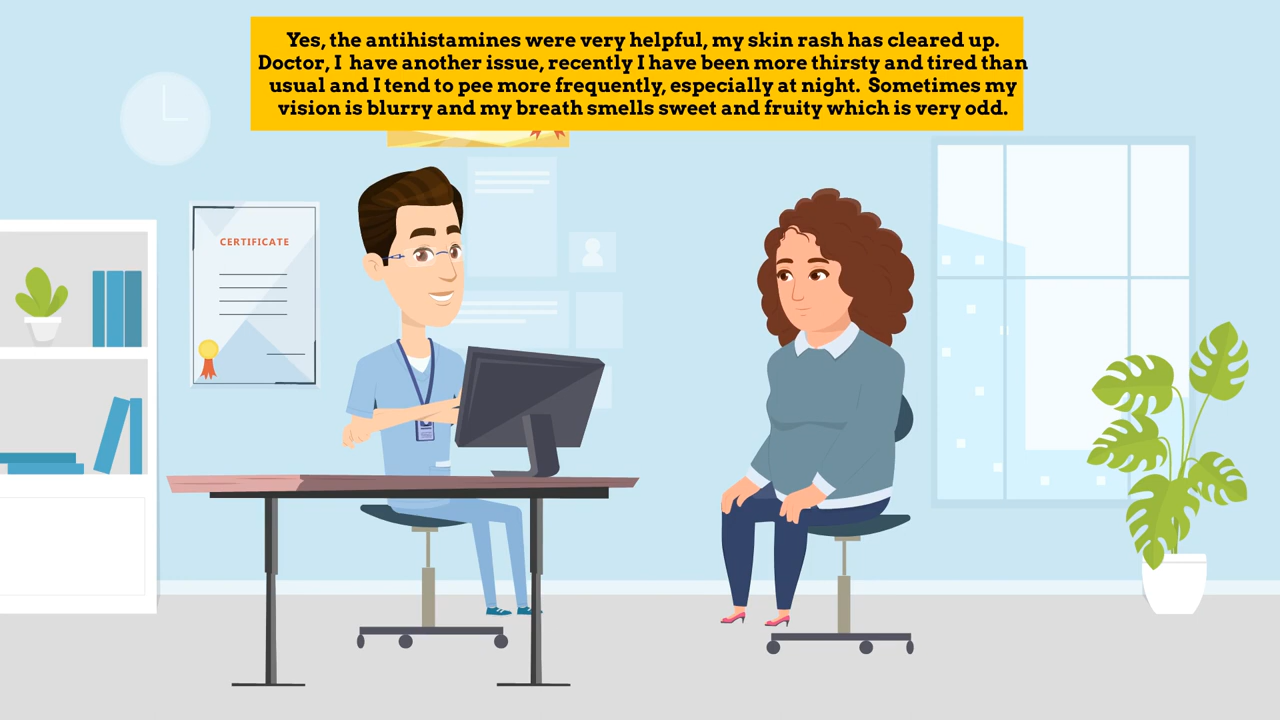 Yes, the antihistamines were very helpful, my skin rash has cleared up.
Doctor, I have another issue, recently I have been more thirsty and tired than
usual and I tend to pee more frequently, especially at night. Sometimes my
vision is blurry and my breath smells sweet and fruity which is very odd.
CERTIFICATE